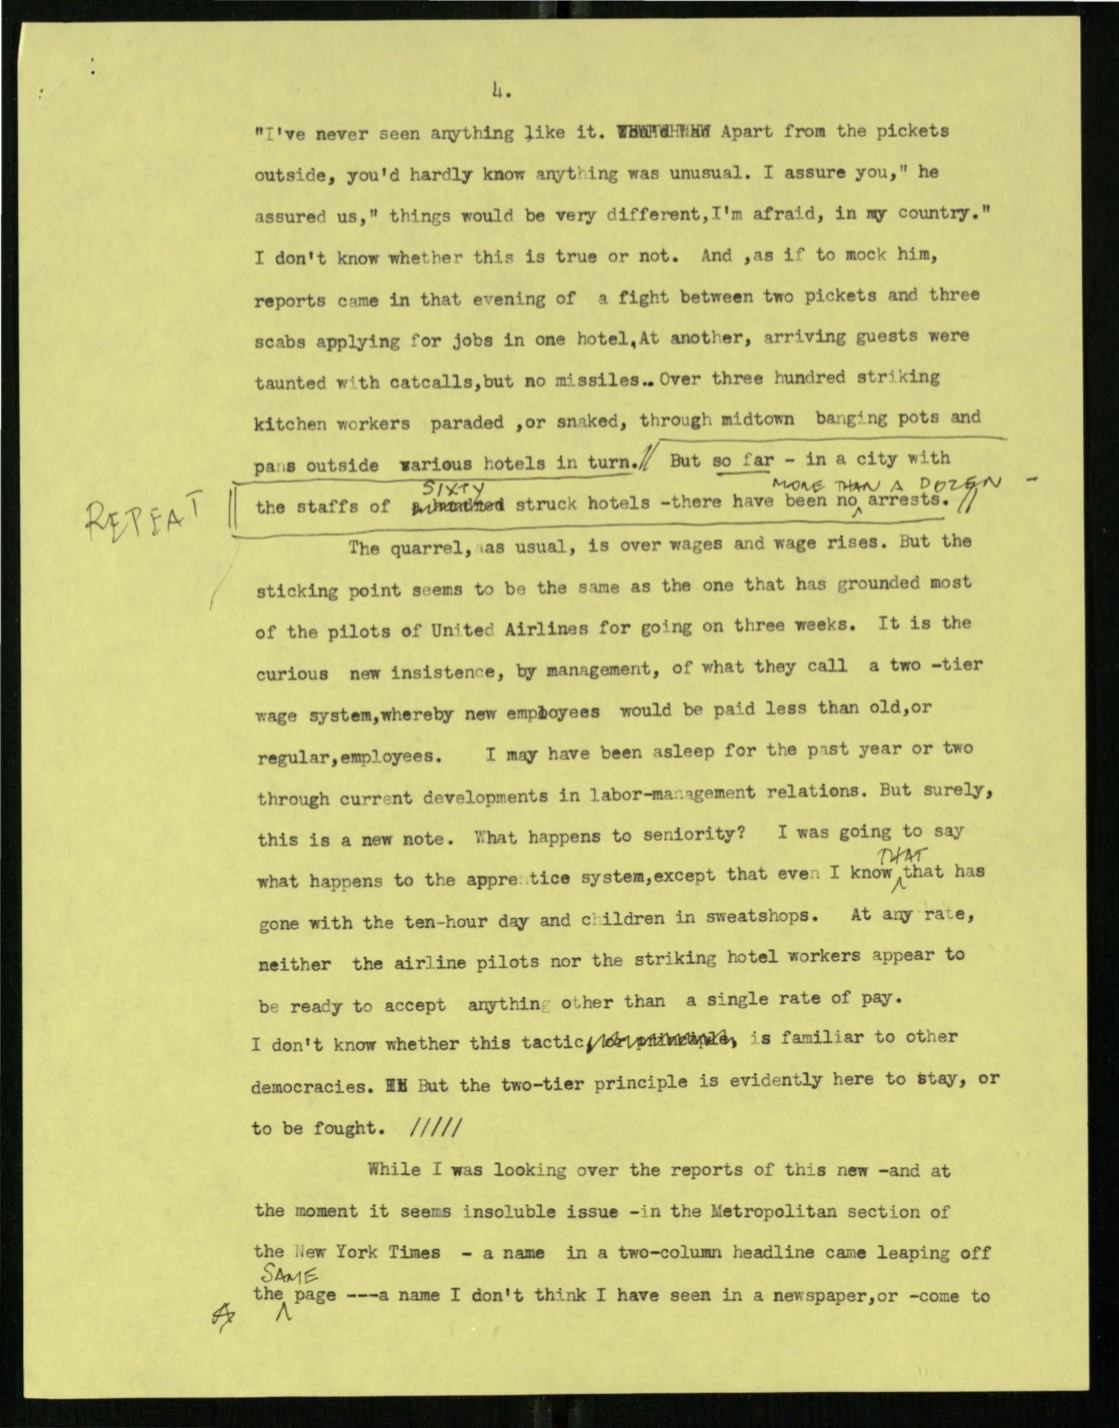 4.
"I've never seen anything like it. Apart from the pickets
outside, you'd hardly know anything was unusual. I assure you," he
assured us," things would be very different,I'm afraid, in my country."
I don't know whether this is true or not. And ,as if to mock him,
reports came in that evening of a fight between two pickets and three
scabs applying for jobs in one hotel,At another, arriving guests were
taunted with catcalls,but no missiles.. Over three hundred striking
kitchen workers paraded ,or snaked, through midtown banging pots and
pans outside various hotels in turn.// But so far - in a city with
SIXTY MORE THAN A DOZEN -
REPEAT || the staffs of a hundred struck hotels -there have been no arrests. //
The quarrel, as usual, is over wages and wage rises. But the
sticking point seems to be the same as the one that has grounded most
of the pilots of United Airlines for going on three weeks. It is the
curious new insistence, by management, of what they call a two -tier
wage system,whereby new employees would be paid less than old,or
regular,employees. I may have been asleep for the past year or two
through current developments in labor-management relations. But surely,
this is a new note. What happens to seniority? I was going to say
THAT
what happens to the apprentice system,except that even I know that has
gone with the ten-hour day and children in sweatshops. At any rate,
neither the airline pilots nor the striking hotel workers appear to
be ready to accept anything other than a single rate of pay.
I don't know whether this tactic, or principle, is familiar to other
democracies. But the two-tier principle is evidently here to stay, or
to be fought. /////
While I was looking over the reports of this new -and at
the moment it seems insoluble issue -in the Metropolitan section of
the New York Times - a name in a two-column headline came leaping off
SAME
the page ---a name I don't think I have seen in a newspaper,or -come to